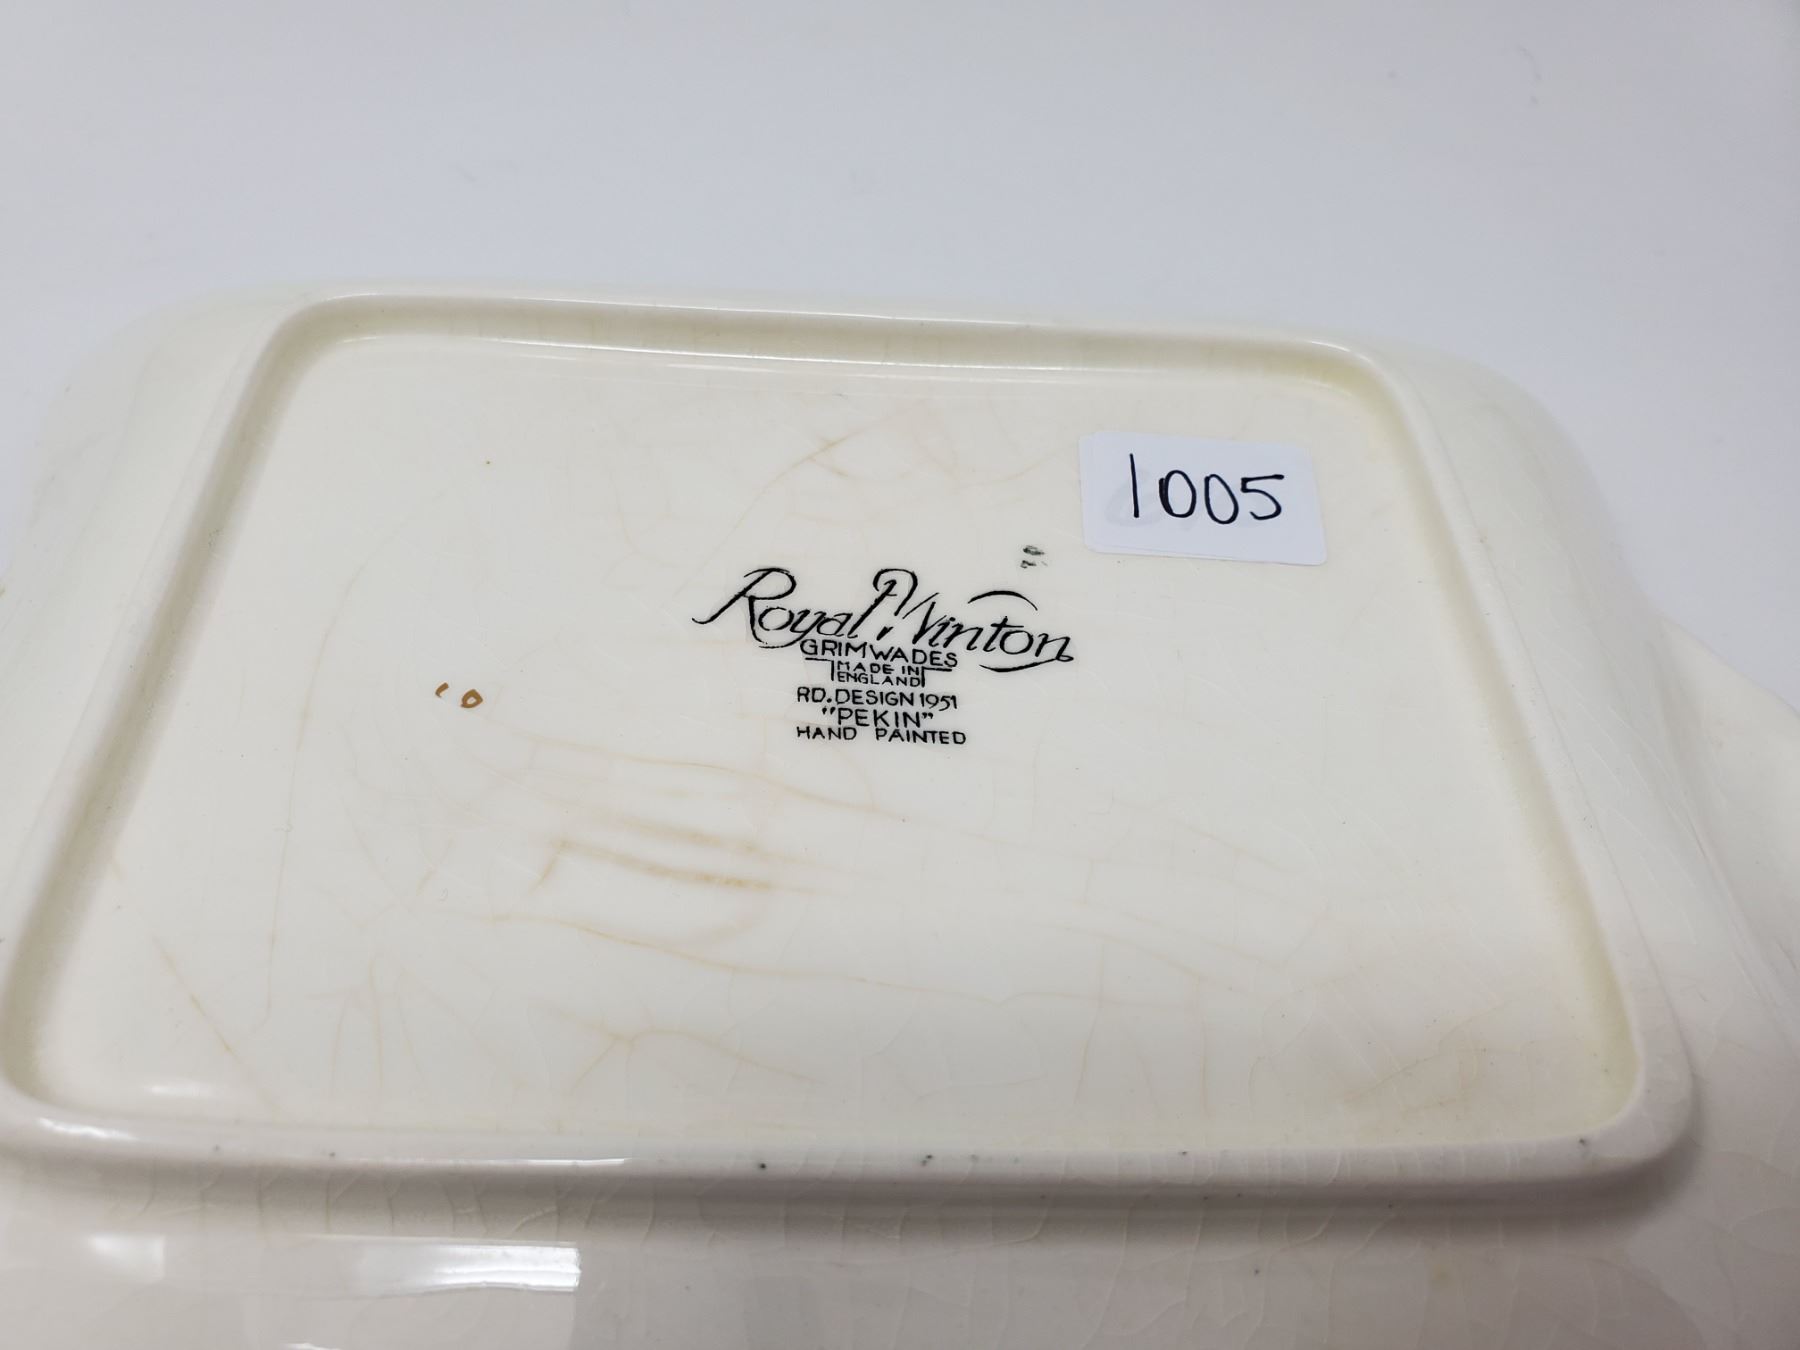 1005
Royal Winton
GRIMWADES
MADE IN
ENGLAND
RD. DESIGN 1951
"PEKIN"
HAND PAINTED